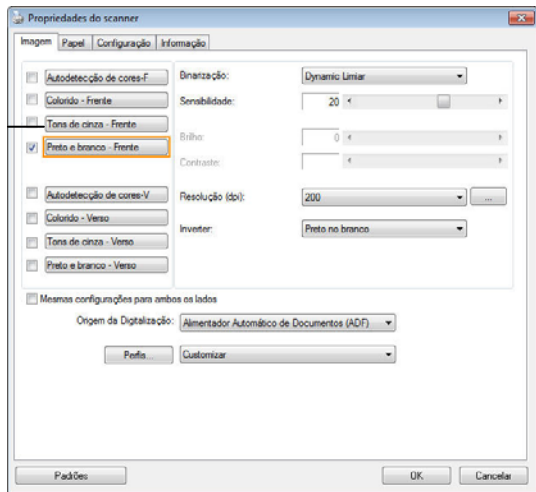 Propriedades do scanner
Imagem Papel Configuração Informação
Autodetecção de cores-F
Colorido - Frente
Tons de cinza - Frente
Preto e branco - Frente
Autodetecção de cores-V
Colorido - Verso
Tons de cinza - Verso
Preto e branco - Verso
Binarização: Dynamic Limiar
Sensibilidade: 20
Brilho: 0
Contraste:
Resolução (dpi): 200 ...
Inverter: Preto no branco
Mesmas configurações para ambos os lados
Origem da Digitalização: Alimentador Automático de Documentos (ADF)
Perfis... Customizar
Padrões OK Cancelar